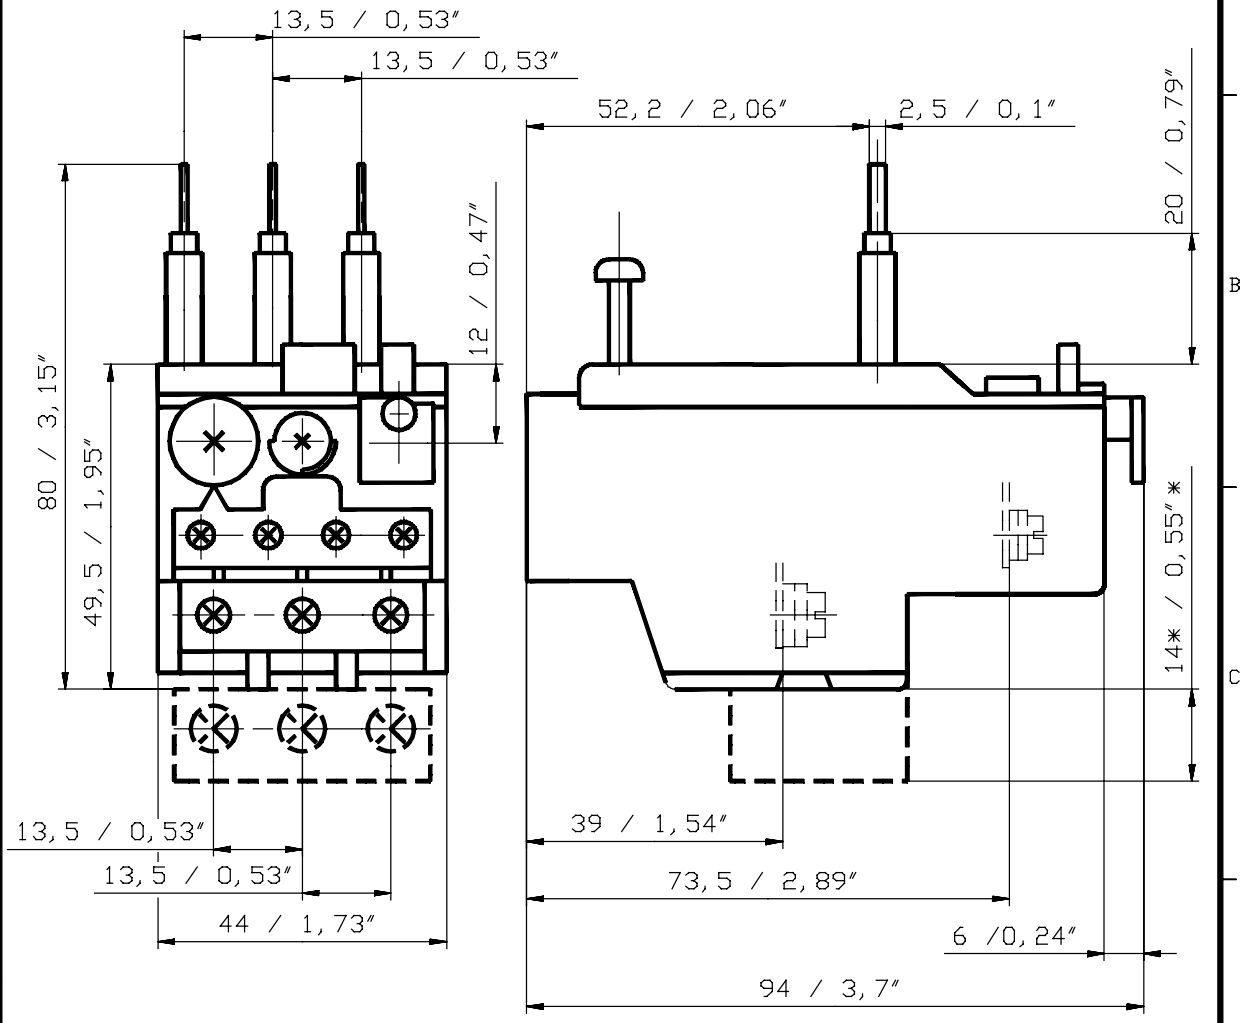 13,5 / 0,53"
13,5 / 0,53"
52,2 / 2,06"
2,5 / 0,1"
20 / 0,79"
12 / 0,47"
B
80 / 3,15"
49,5 / 1,95"
14* / 0,55"*
C
13,5 / 0,53"
39 / 1,54"
13,5 / 0,53"
73,5 / 2,89"
44 / 1,73"
6 /0,24"
94 / 3,7"